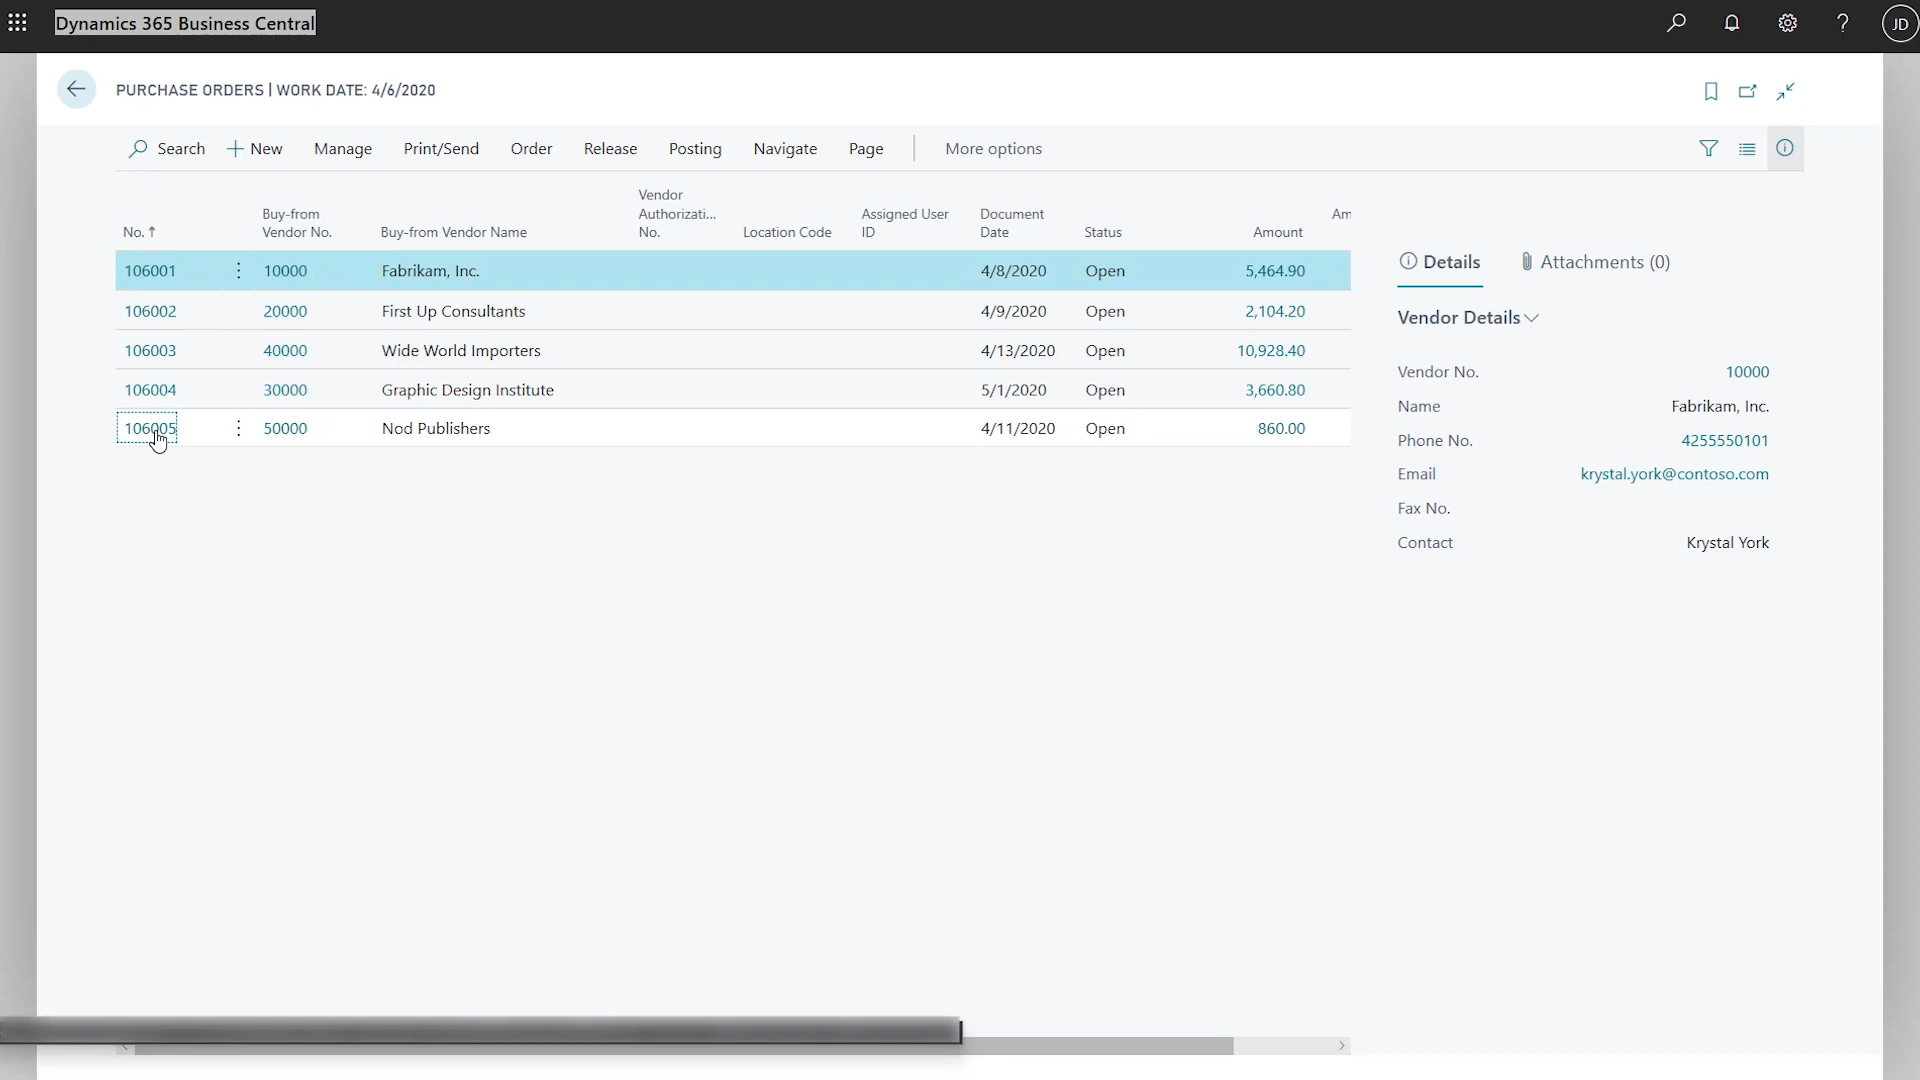 Dynamics 365 Business Central
JD
PURCHASE ORDERS | WORK DATE: 4/6/2020
Search
New
Manage
Print/Send
Order
Release
Posting
Navigate
Page
More options
No. ↑
Buy-from
Vendor No.
Buy-from Vendor Name
Vendor
Authorizati...
No.
Location Code
Assigned User
ID
Document
Date
Status
Amount
Am
106001 10000 Fabrikam, Inc. 4/8/2020 Open 5,464.90
106002 20000 First Up Consultants 4/9/2020 Open 2,104.20
106003 40000 Wide World Importers 4/13/2020 Open 10,928.40
106004 30000 Graphic Design Institute 5/1/2020 Open 3,660.80
106005 50000 Nod Publishers 4/11/2020 Open 860.00
Details
Attachments (0)
Vendor Details
Vendor No. 10000
Name Fabrikam, Inc.
Phone No. 4255550101
Email krystal.york@contoso.com
Fax No.
Contact Krystal York